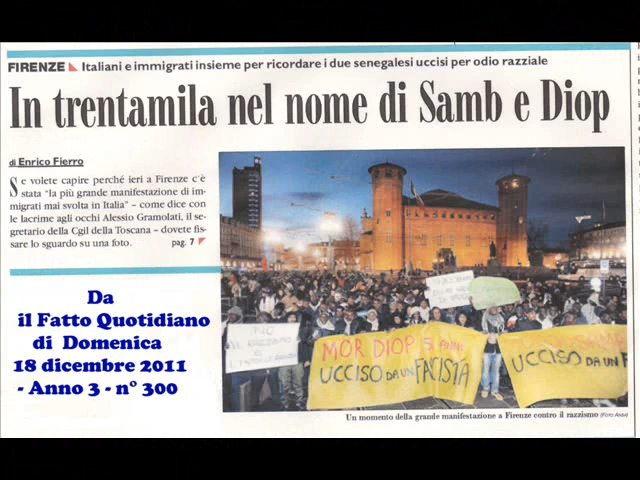 FIRENZE Italiani e immigrati insieme per ricordare i due senegalesi uccisi per odio razziale
In trentamila nel nome di Samb e Diop
di Enrico Fierro
Se volete capire perché ieri a Firenze c'è
stata "la più grande manifestazione di im-
migrati mai svolta in Italia" – come dice con
le lacrime agli occhi Alessio Gramolati, il se-
gretario della Cgil della Toscana – dovete fis-
sare lo sguardo su una foto. pag. 7
Da
il Fatto Quotidiano
di Domenica
18 dicembre 2011
- Anno 3 - n° 300
NO
AL RAZZISMO
MOR DIOP
UCCISO DA UN FASCISTA
UCCISO DA UN
Un momento della grande manifestazione a Firenze contro il razzismo (Foto Ansa)